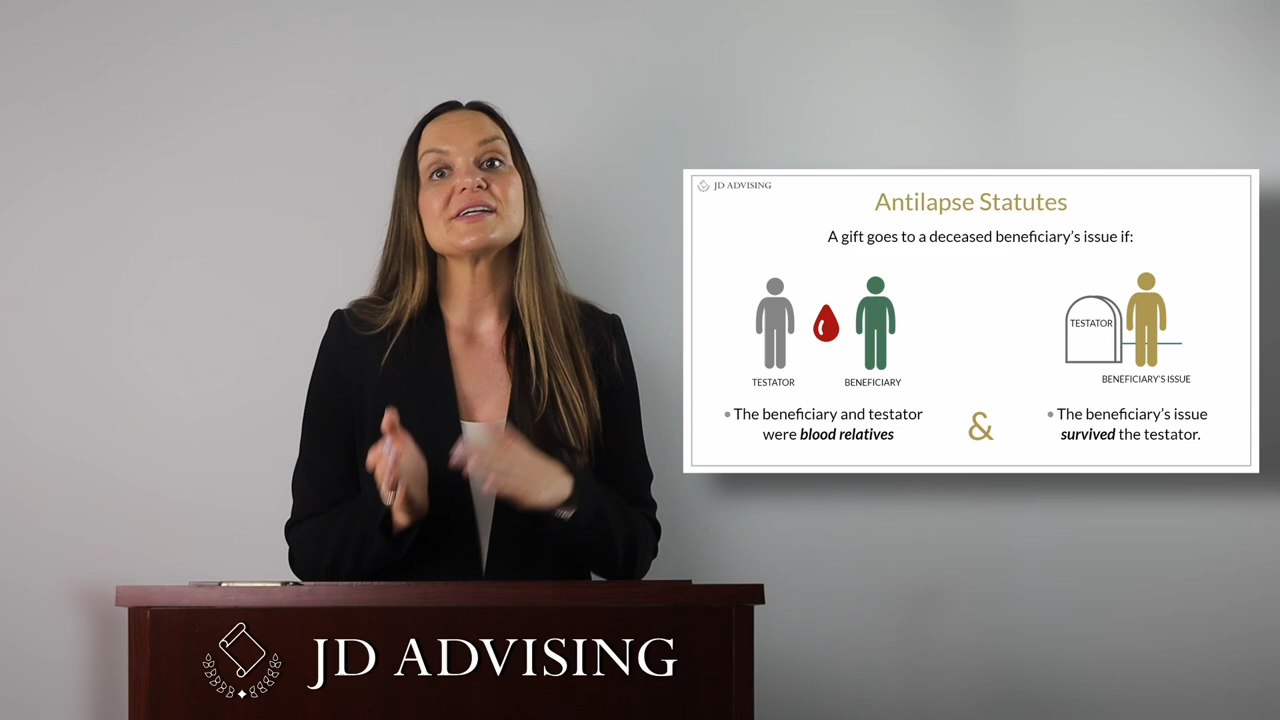 JD ADVISING
Antilapse Statutes
A gift goes to a deceased beneficiary's issue if:
TESTATOR
TESTATOR
BENEFICIARY
BENEFICIARY'S ISSUE
• The beneficiary and testator
were blood relatives
&
• The beneficiary's issue
survived the testator.
JD ADVISING